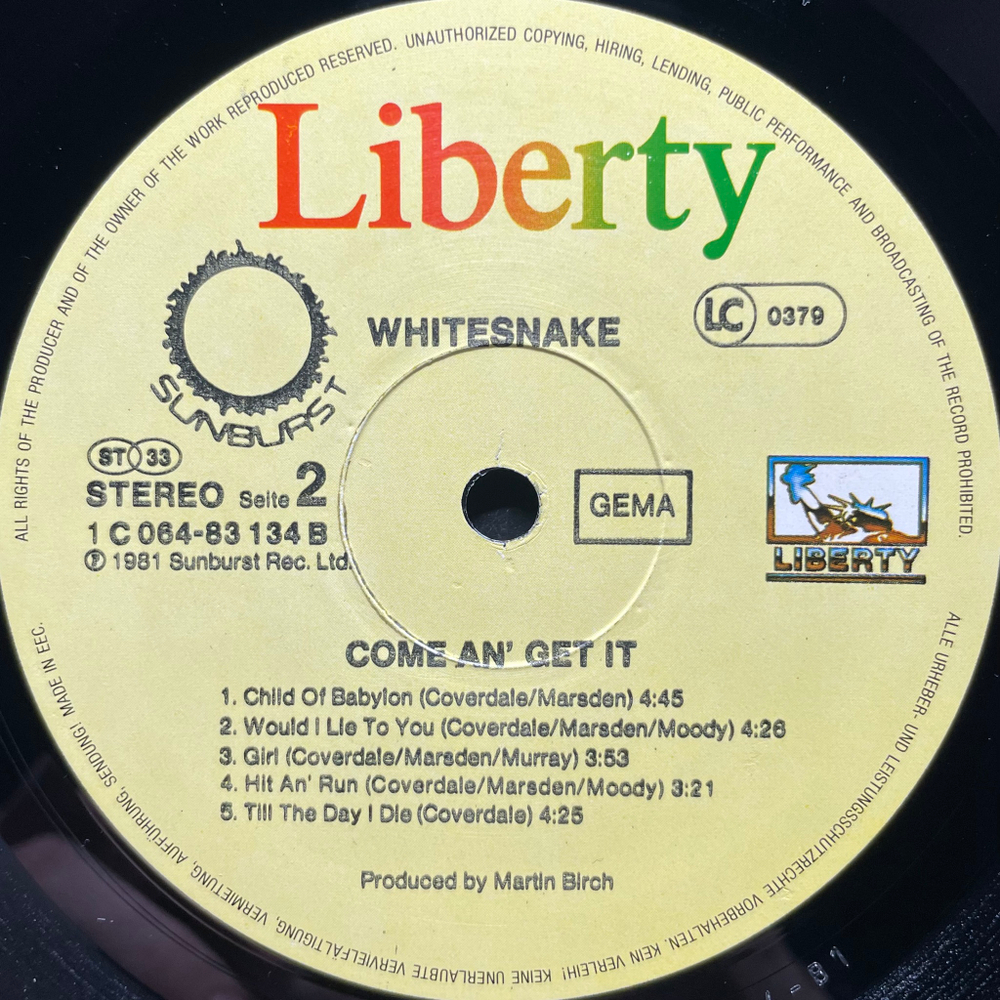 ALL RIGHTS OF THE PRODUCER AND OF THE OWNER OF THE WORK REPRODUCED RESERVED. UNAUTHORIZED COPYING, HIRING, LENDING, PUBLIC PERFORMANCE AND BROADCASTING OF THE RECORD PROHIBITED.
Liberty
SUNBURST
WHITESNAKE
LC 0379
ST 33
STEREO Seite 2
GEMA
1 C 064-83 134 B
℗ 1981 Sunburst Rec. Ltd.
LIBERTY
COME AN' GET IT
1. Child Of Babylon (Coverdale/Marsden) 4:45
2. Would I Lie To You (Coverdale/Marsden/Moody) 4:26
3. Girl (Coverdale/Marsden/Murray) 3:53
4. Hit An' Run (Coverdale/Marsden/Moody) 3:21
5. Till The Day I Die (Coverdale) 4:25
Produced by Martin Birch
ALLE URHEBER- UND LEISTUNGSSCHUTZRECHTE VORBEHALTEN. KEIN VERLEIH! KEINE UNERLAUBTE VERVIELFÄLTIGUNG, VERMIETUNG, AUFFÜHRUNG, SENDUNG! MADE IN EEC.
B1